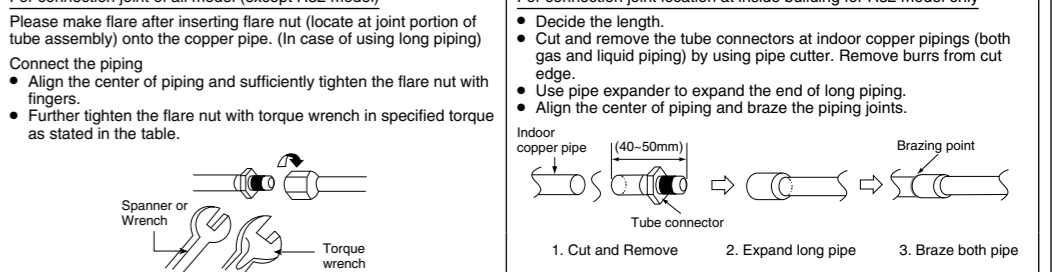 For connection joint of all model (except R32 model)
Please make flare after inserting flare nut (locate at joint portion of
tube assembly) onto the copper pipe. (In case of using long piping)
Connect the piping
● Align the center of piping and sufficiently tighten the flare nut with
fingers.
● Further tighten the flare nut with torque wrench in specified torque
as stated in the table.
Spanner or
Wrench
Torque
wrench
For connection joint location at inside building for R32 model only
● Decide the length.
● Cut and remove the tube connectors at indoor copper pipings (both
gas and liquid piping) by using pipe cutter. Remove burrs from cut
edge.
● Use pipe expander to expand the end of long piping.
● Align the center of piping and braze the piping joints.
Indoor
copper pipe
(40~50mm)
Brazing point
Tube connector
1. Cut and Remove
2. Expand long pipe
3. Braze both pipe